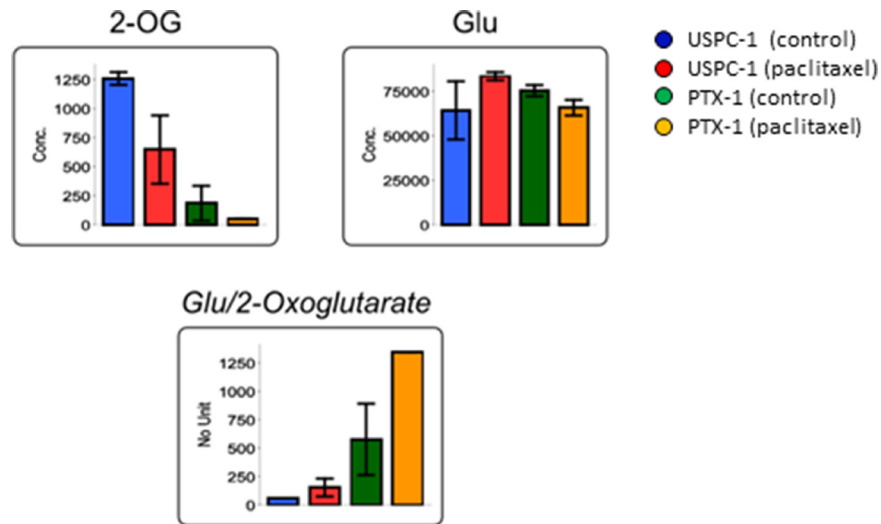 2-OG
Conc.
1250
1000
750
500
250
0
Glu
Conc.
75000
50000
25000
0
USPC-1 (control)
USPC-1 (paclitaxel)
PTX-1 (control)
PTX-1 (paclitaxel)
Glu/2-Oxoglutarate
No Unit
1250
1000
750
500
250
0